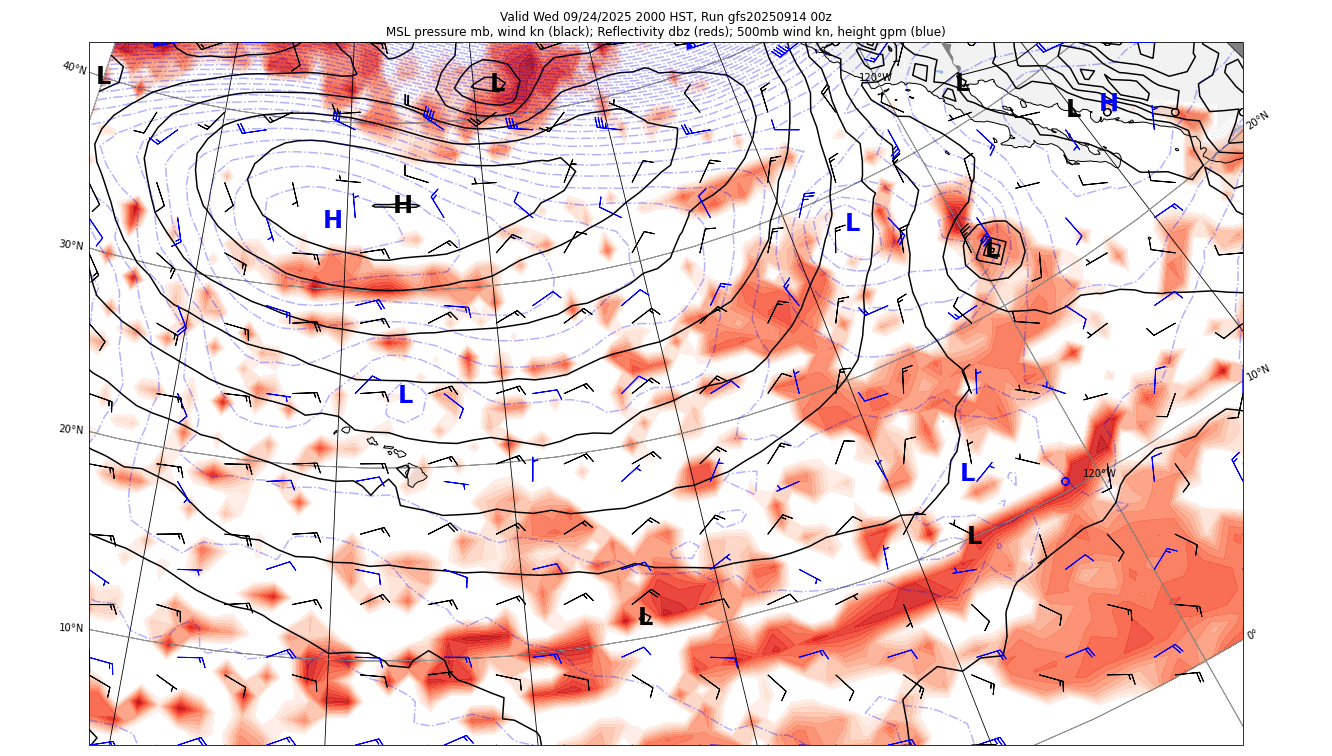 Valid Wed 09/24/2025 2000 HST, Run gfs20250914 00z
MSL pressure mb, wind kn (black); Reflectivity dbz (reds); 500mb wind kn, height gpm (blue)
40°N
L
L
120°W
L
L
H
20°N
H
H
L
L
30°N
10°N
L
20°N
L
120°W
L
L
10°N
0°